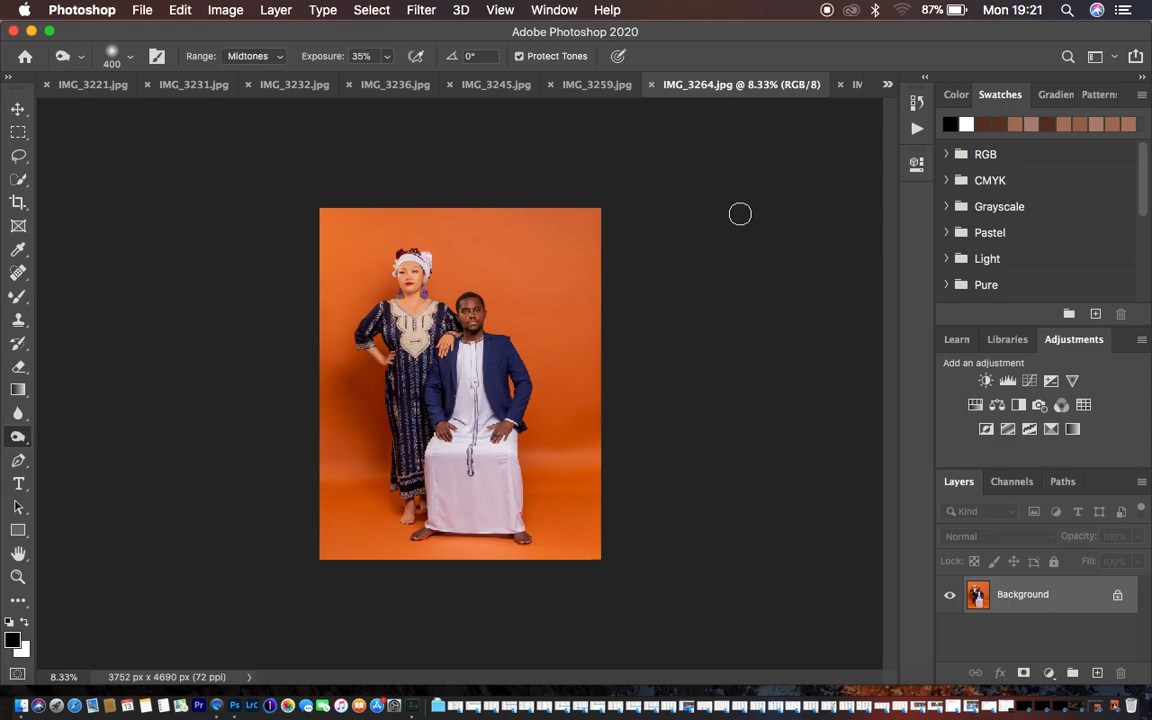 Photoshop File Edit Image Layer Type Select Filter 3D View Window Help 87% Mon 19:21
Adobe Photoshop 2020
Range: Midtones Exposure: 35% 0° Protect Tones
400
IMG_3221.jpg IMG_3231.jpg IMG_3232.jpg IMG_3236.jpg IMG_3245.jpg IMG_3259.jpg IMG_3264.jpg @ 8.33% (RGB/8)
Color Swatches Gradien Pattern
RGB
CMYK
Grayscale
Pastel
Light
Pure
Learn Libraries Adjustments
Add an adjustment
Layers Channels Paths
Kind
Normal Opacity: 100%
Lock: Fill: 100%
Background
8.33% 3752 px x 4690 px (72 ppi)